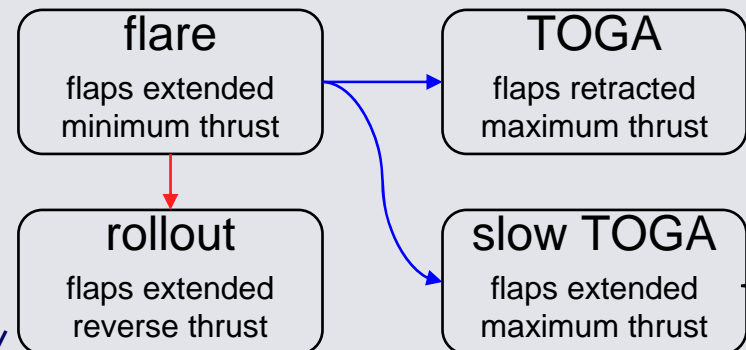 flare
flaps extended
minimum thrust
TOGA
flaps retracted
maximum thrust
rollout
flaps extended
reverse thrust
slow TOGA
flaps extended
maximum thrust